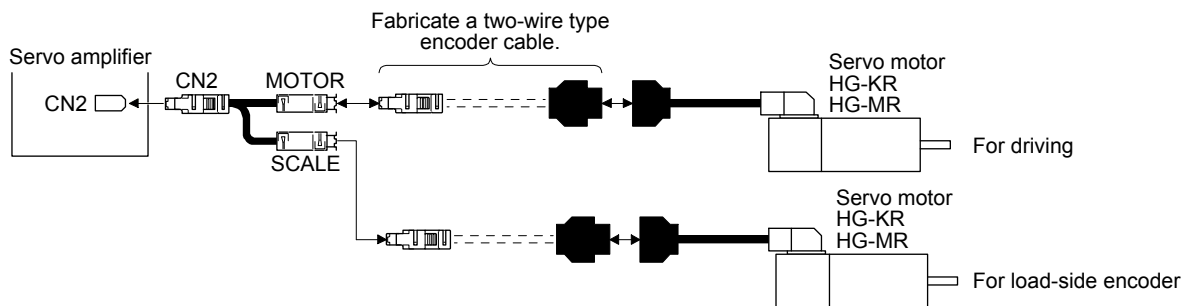 Fabricate a two-wire type
encoder cable.
Servo amplifier
CN2
CN2
MOTOR
SCALE
Servo motor
HG-KR
HG-MR
For driving
Servo motor
HG-KR
HG-MR
For load-side encoder